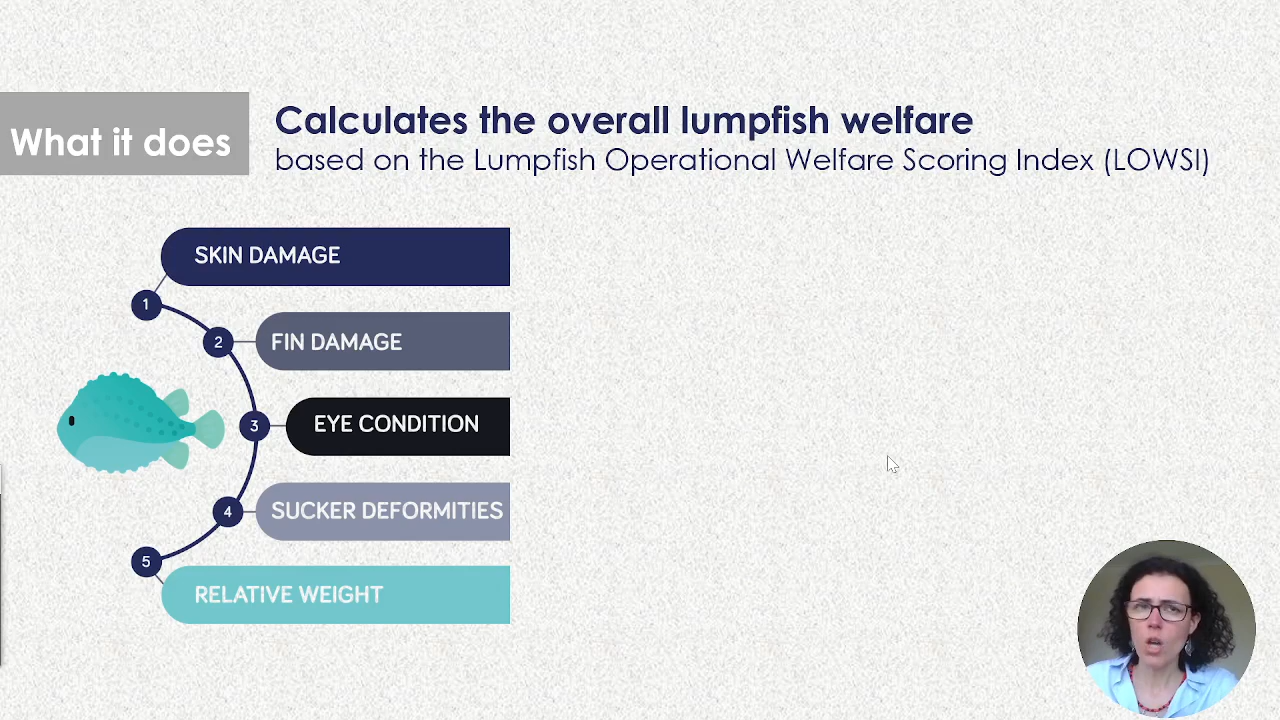 What it does
Calculates the overall lumpfish welfare
based on the Lumpfish Operational Welfare Scoring Index (LOWSI)
SKIN DAMAGE
1
2
FIN DAMAGE
3
EYE CONDITION
4
SUCKER DEFORMITIES
5
RELATIVE WEIGHT